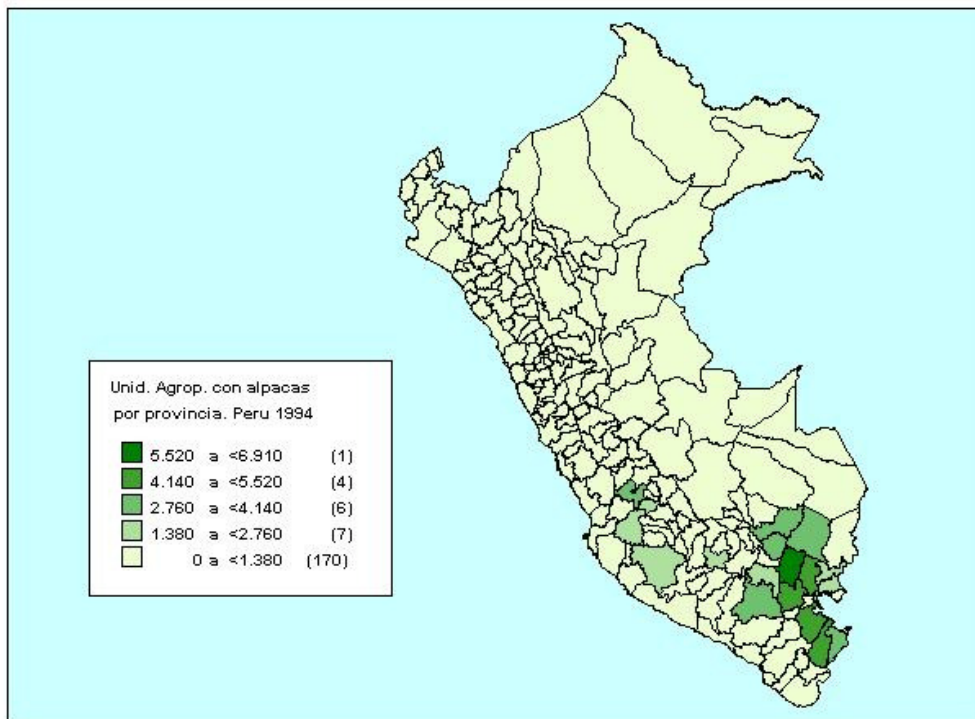 Unid. Agrop. con alpacas
por provincia. Peru 1994
5.520 a <6.910 (1)
4.140 a <5.520 (4)
2.760 a <4.140 (6)
1.380 a <2.760 (7)
0 a <1.380 (170)